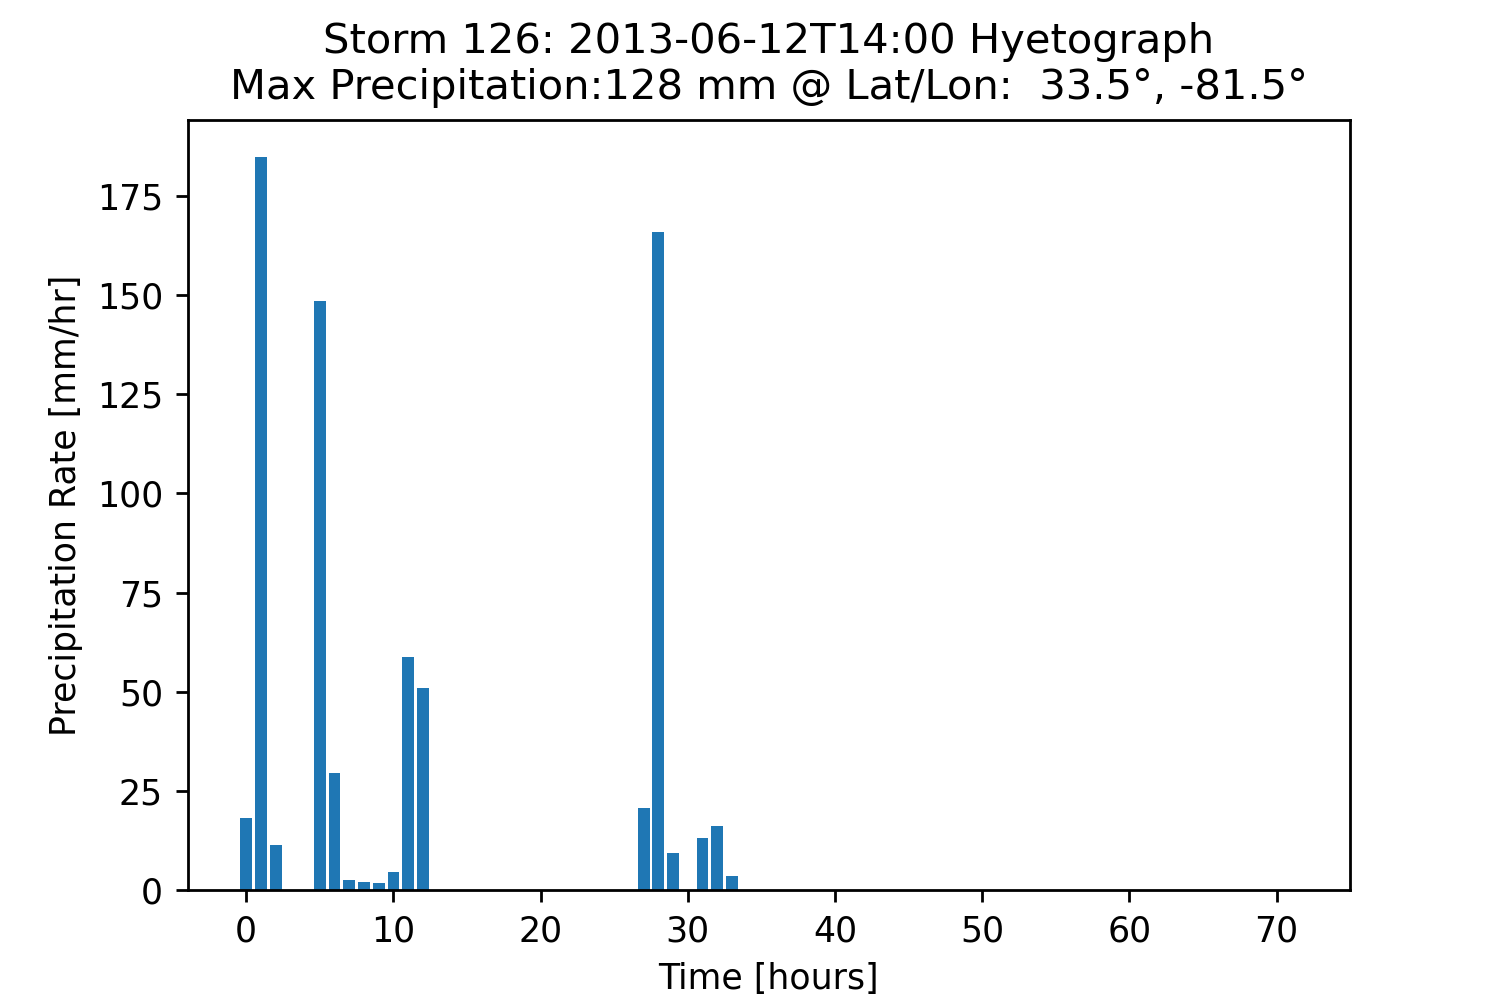 Storm 126: 2013-06-12T14:00 Hyetograph
Max Precipitation:128 mm @ Lat/Lon:  33.5°, -81.5°
175
150
125
100
75
50
25
0
Precipitation Rate [mm/hr]
0 10 20 30 40 50 60 70
Time [hours]